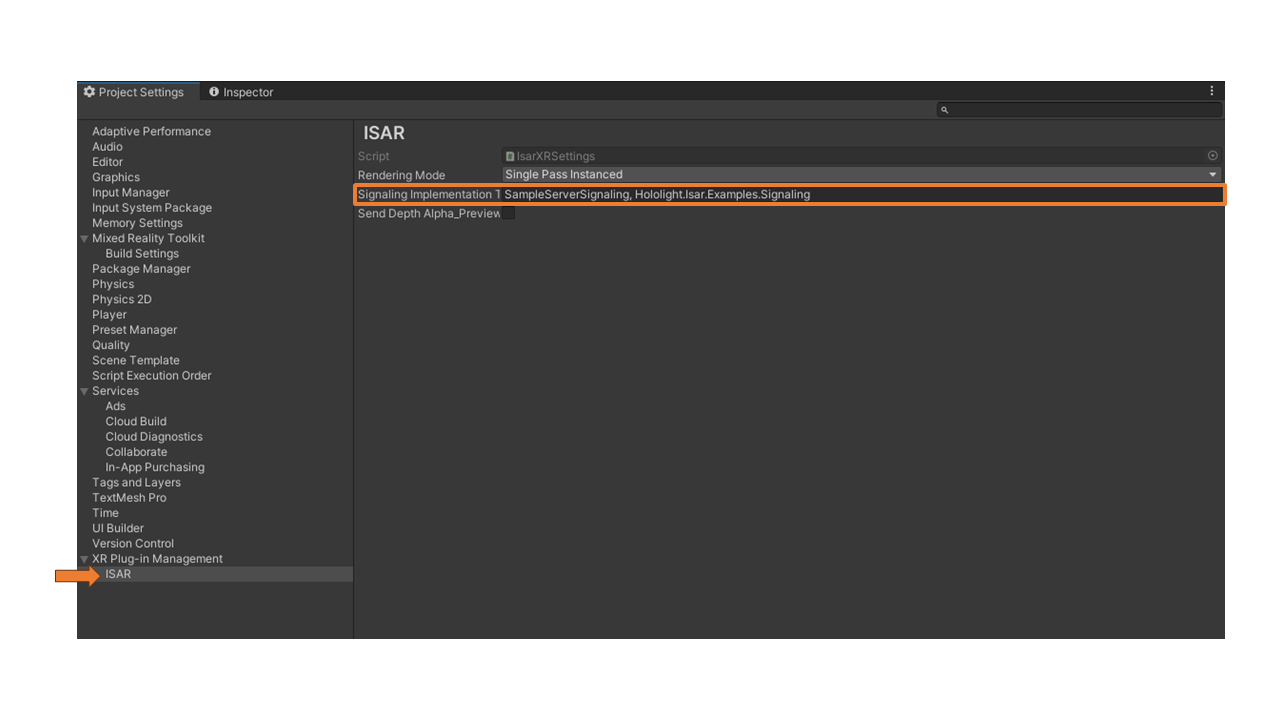 Project Settings
Inspector
Adaptive Performance
Audio
Editor
Graphics
Input Manager
Input System Package
Memory Settings
Mixed Reality Toolkit
Build Settings
Package Manager
Physics
Physics 2D
Player
Preset Manager
Quality
Scene Template
Script Execution Order
Services
Ads
Cloud Build
Cloud Diagnostics
Collaborate
In-App Purchasing
Tags and Layers
TextMesh Pro
Time
UI Builder
Version Control
XR Plug-in Management
ISAR
ISAR
Script IsarXRSettings
Rendering Mode Single Pass Instanced
Signaling Implementation T SampleServerSignaling, Hololight.Isar.Examples.Signaling
Send Depth Alpha_Preview